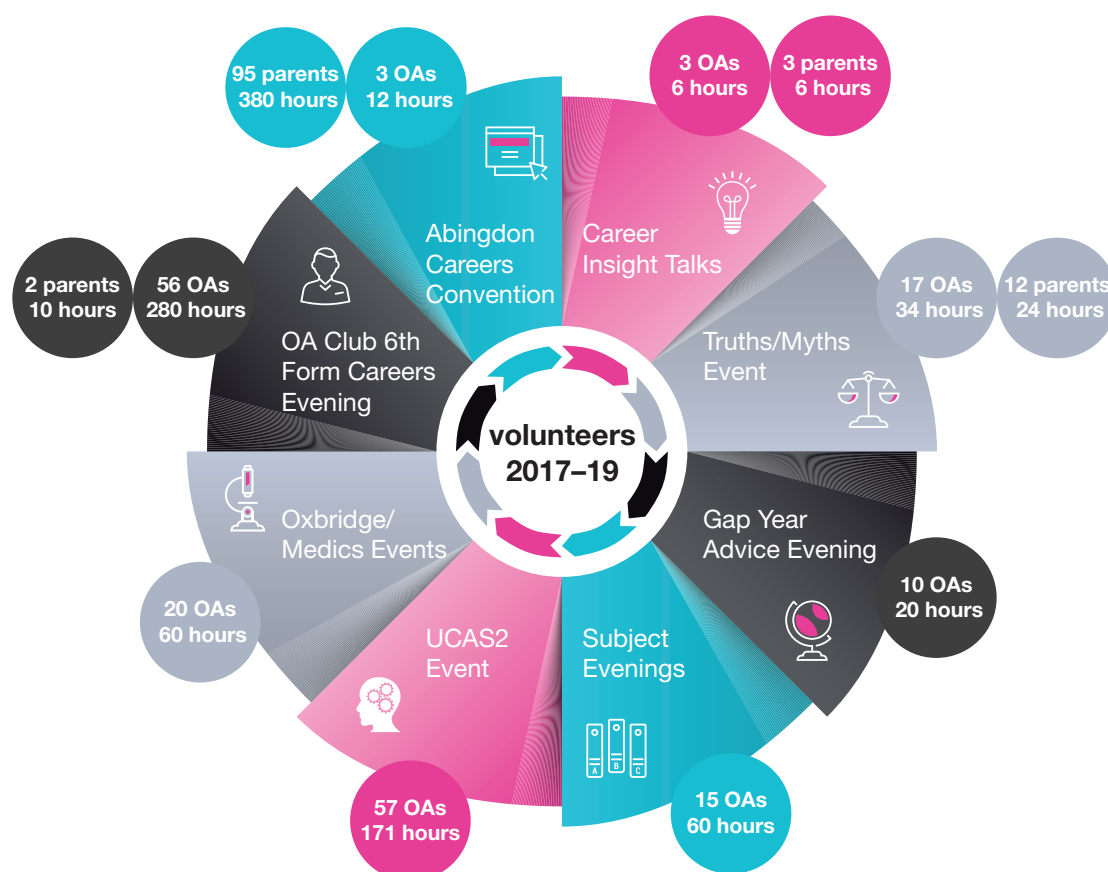 95 parents
380 hours
3 OAs
12 hours
Abingdon
Careers
Convention
3 OAs
6 hours
3 parents
6 hours
Career
Insight Talks
17 OAs
34 hours
12 parents
24 hours
Truths/Myths
Event
10 OAs
20 hours
Gap Year
Advice Evening
15 OAs
60 hours
Subject
Evenings
A
B
C
57 OAs
171 hours
UCAS2
Event
20 OAs
60 hours
Oxbridge/
Medics Events
2 parents
10 hours
56 OAs
280 hours
OA Club 6th
Form Careers
Evening
volunteers
2017–19